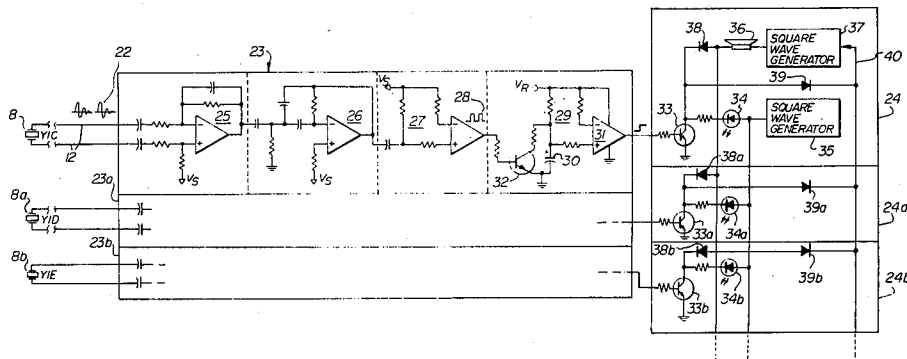 22
23
8
Y1C
12
25
VS
26
VS
VS
27
28
VR
29
30
31
32
38
36
SQUARE
WAVE
GENERATOR
37
40
39
33
34
SQUARE
WAVE
GENERATOR
35
24
23a
8a
Y1D
38a
39a
33a
34a
24a
23b
8b
Y1E
38b
39b
33b
34b
24b